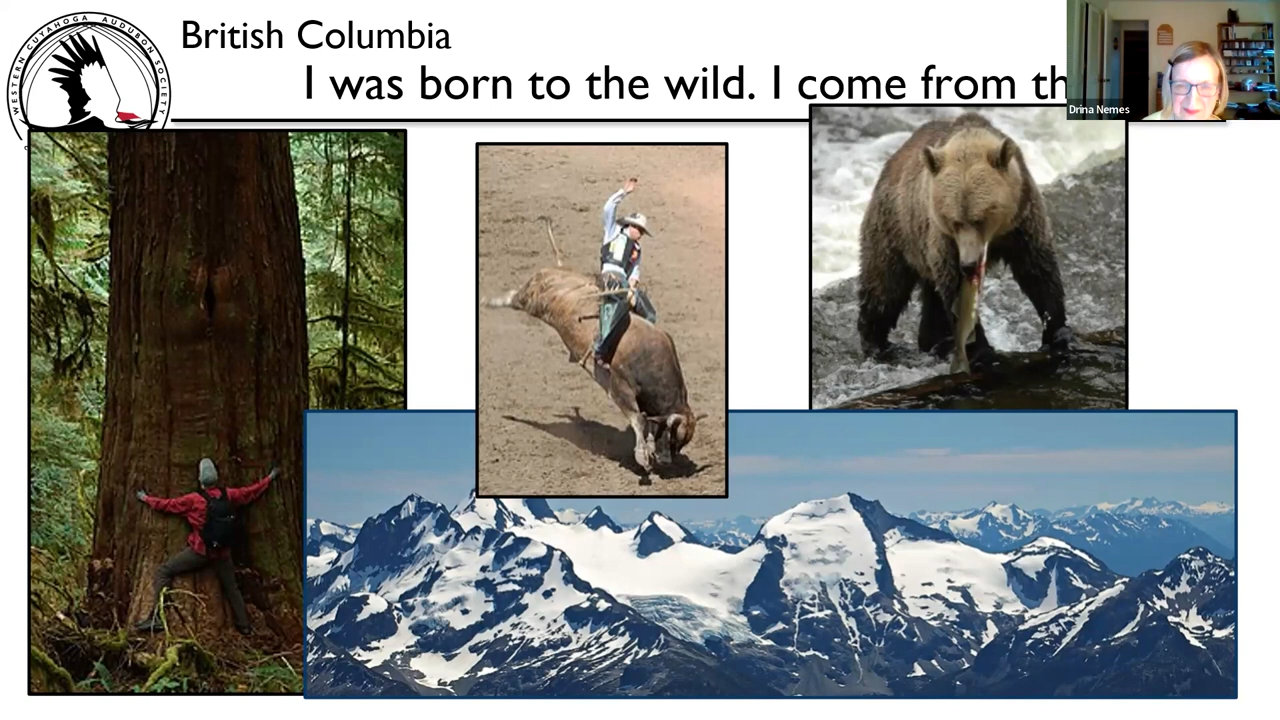 WESTERN CUYAHOGA AUDUBON SOCIETY
British Columbia
I was born to the wild. I come from th
Drina Nemes